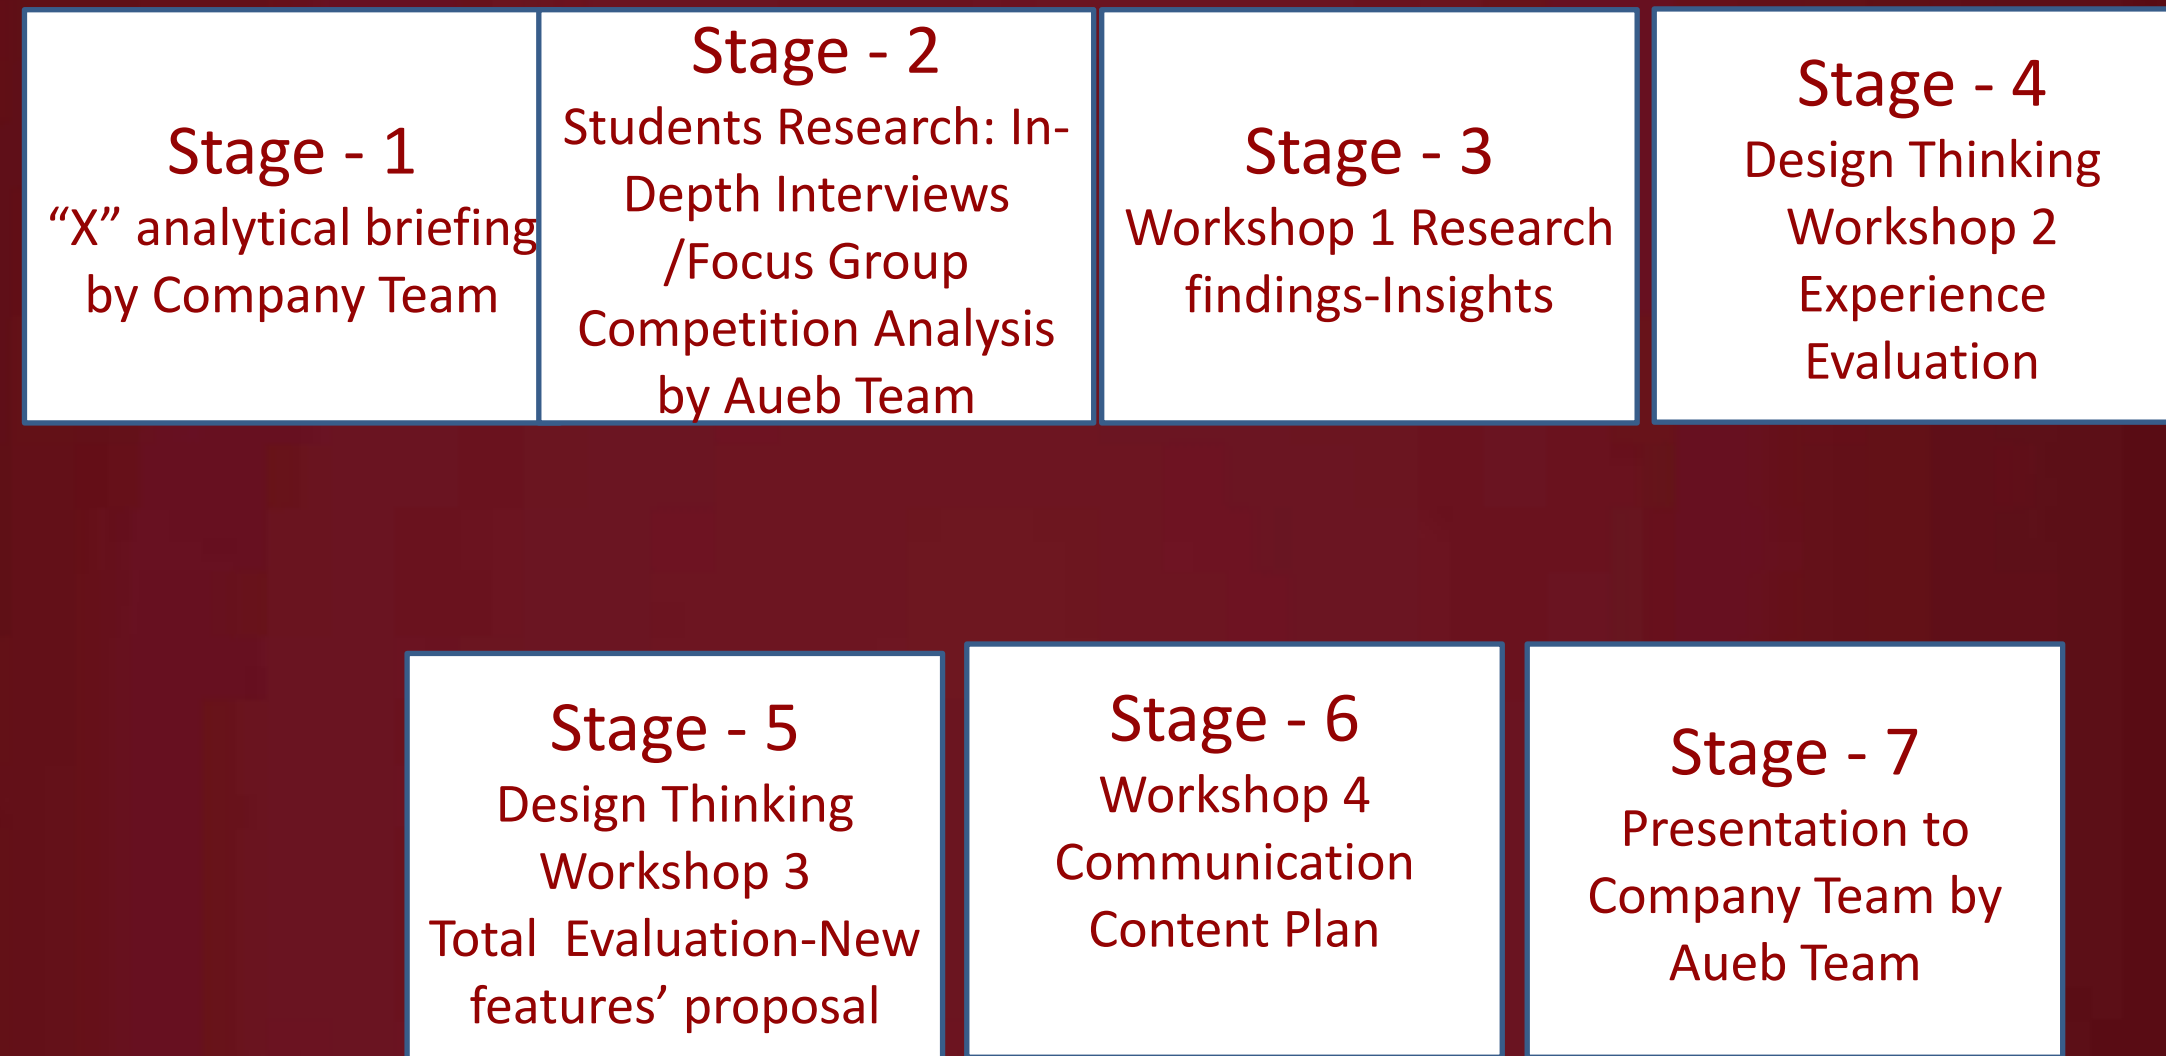 Stage - 1
“X” analytical briefing
by Company Team
Stage - 2
Students Research: In-
Depth Interviews
/Focus Group
Competition Analysis
by Aueb Team
Stage - 3
Workshop 1 Research
findings-Insights
Stage - 4
Design Thinking
Workshop 2
Experience
Evaluation
Stage - 5
Design Thinking
Workshop 3
Total  Evaluation-New
features’ proposal
Stage - 6
Workshop 4
Communication
Content Plan
Stage - 7
Presentation to
Company Team by
Aueb Team